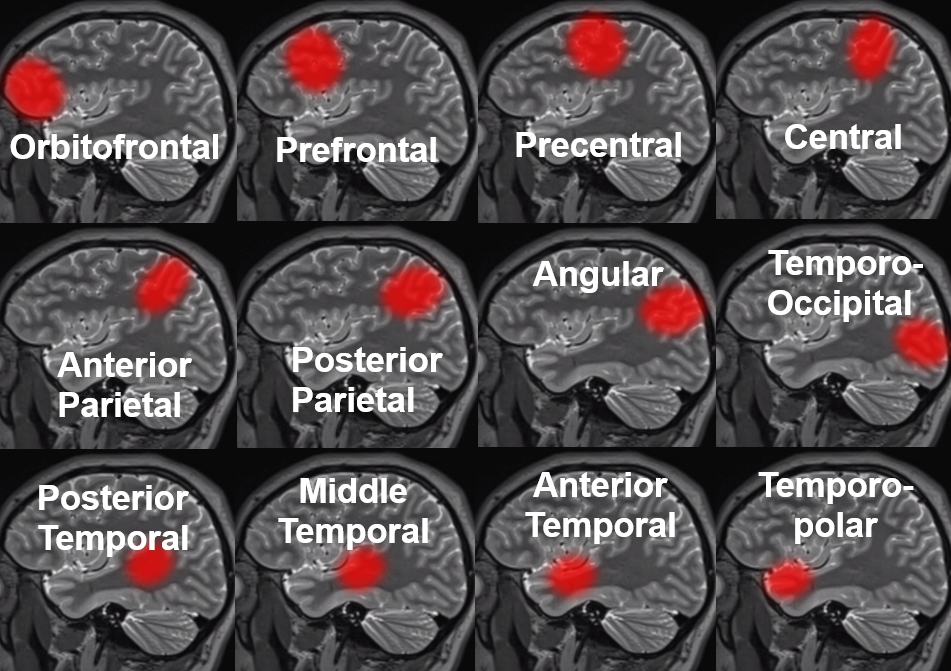 Orbitofrontal
Prefrontal
Precentral
Central
Anterior
Parietal
Posterior
Parietal
Angular
Temporo-
Occipital
Posterior
Temporal
Middle
Temporal
Anterior
Temporal
Temporo-
polar